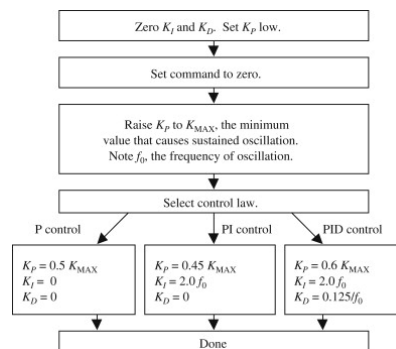 Zero K_I and K_D. Set K_P low.
Set command to zero.
Raise K_P to K_MAX, the minimum
value that causes sustained oscillation.
Note f_0, the frequency of oscillation.
Select control law.
P control
PI control
PID control
K_P = 0.5 K_MAX
K_I = 0
K_D = 0
K_P = 0.45 K_MAX
K_I = 2.0 f_0
K_D = 0
K_P = 0.6 K_MAX
K_I = 2.0 f_0
K_D = 0.125/f_0
Done